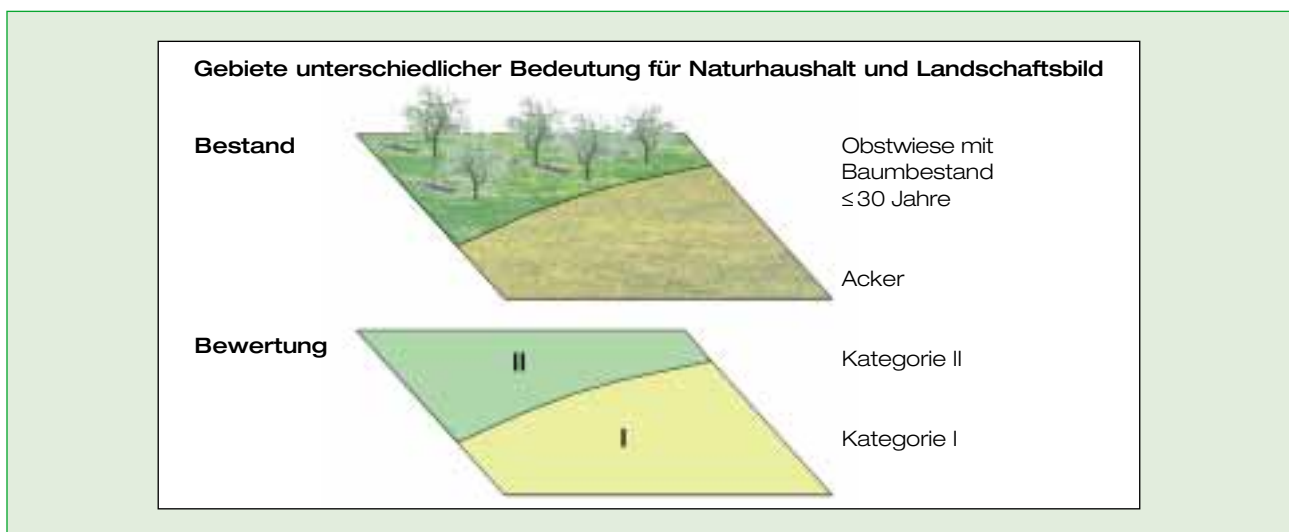 Gebiete unterschiedlicher Bedeutung für Naturhaushalt und Landschaftsbild
Bestand
Obstwiese mit
Baumbestand
≤30 Jahre
Acker
Bewertung
II
Kategorie II
I
Kategorie I